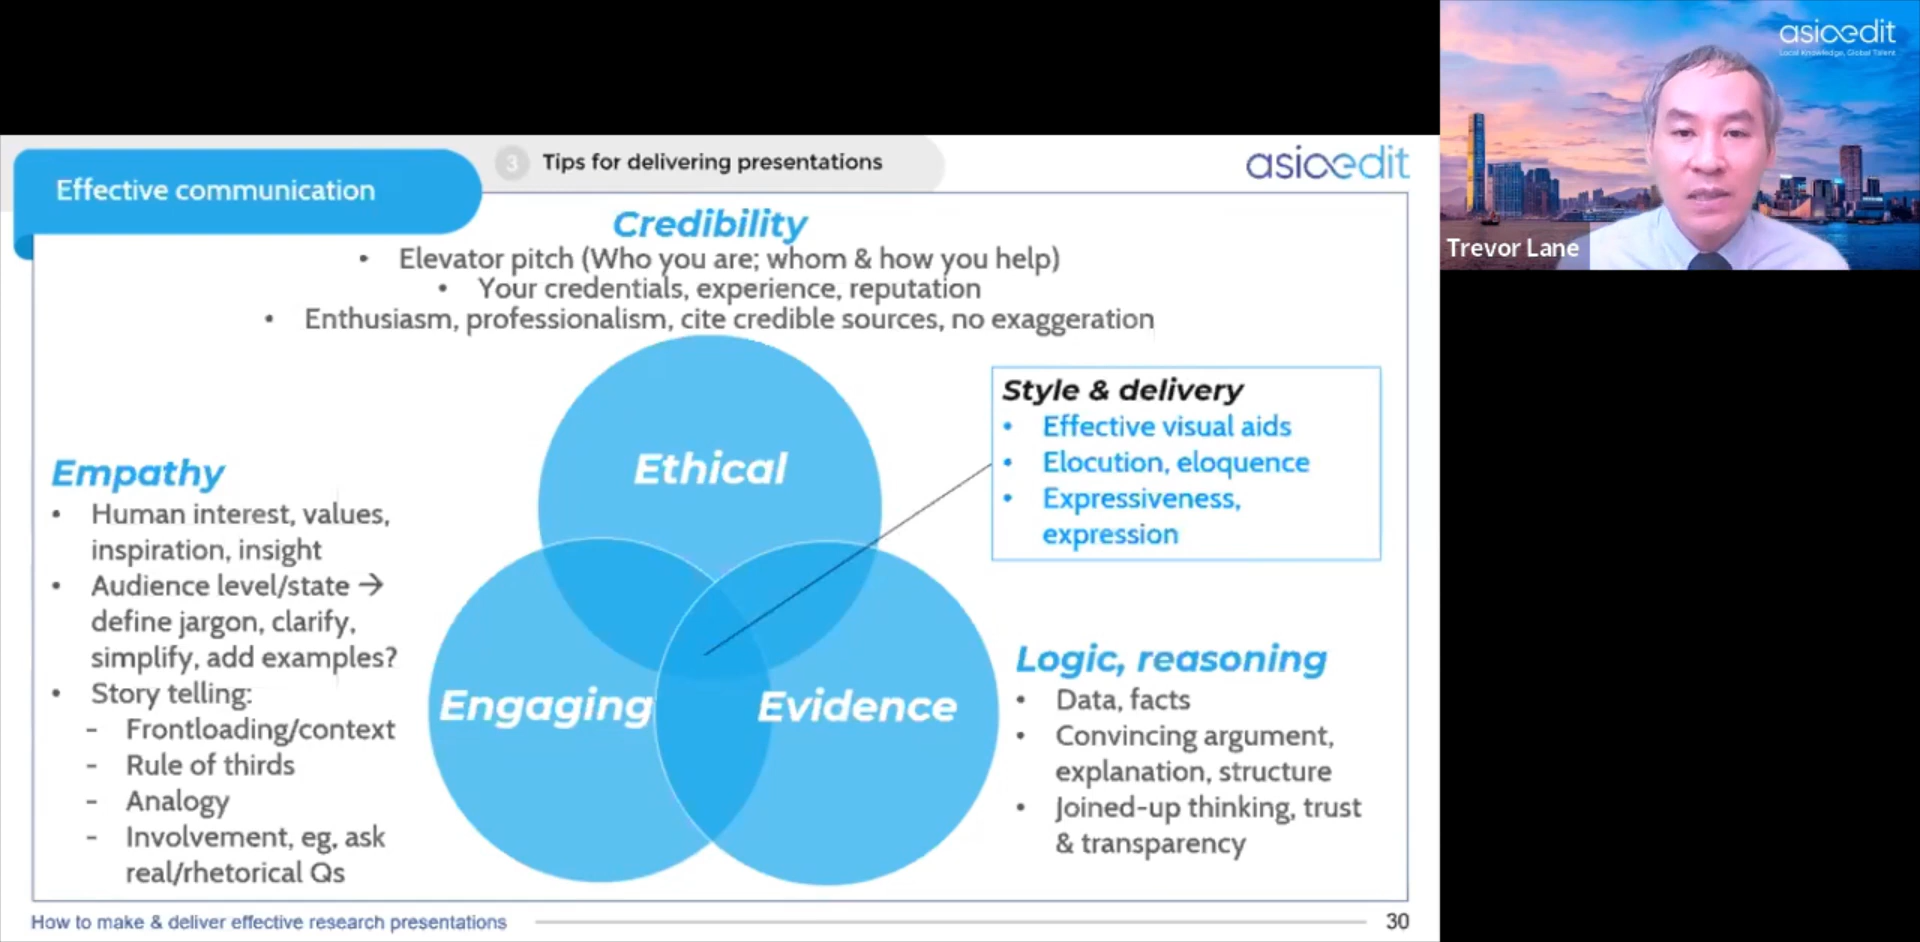 Effective communication
3 Tips for delivering presentations
asiaedit
Credibility
• Elevator pitch (Who you are; whom & how you help)
• Your credentials, experience, reputation
• Enthusiasm, professionalism, cite credible sources, no exaggeration
Ethical
Style & delivery
• Effective visual aids
• Elocution, eloquence
• Expressiveness,
expression
Empathy
• Human interest, values,
inspiration, insight
• Audience level/state →
define jargon, clarify,
simplify, add examples?
• Story telling:
- Frontloading/context
- Rule of thirds
- Analogy
- Involvement, eg, ask
real/rhetorical Qs
Engaging
Evidence
Logic, reasoning
• Data, facts
• Convincing argument,
explanation, structure
• Joined-up thinking, trust
& transparency
How to make & deliver effective research presentations
30
asiaedit
Local Knowledge, Global Talent
Trevor Lane